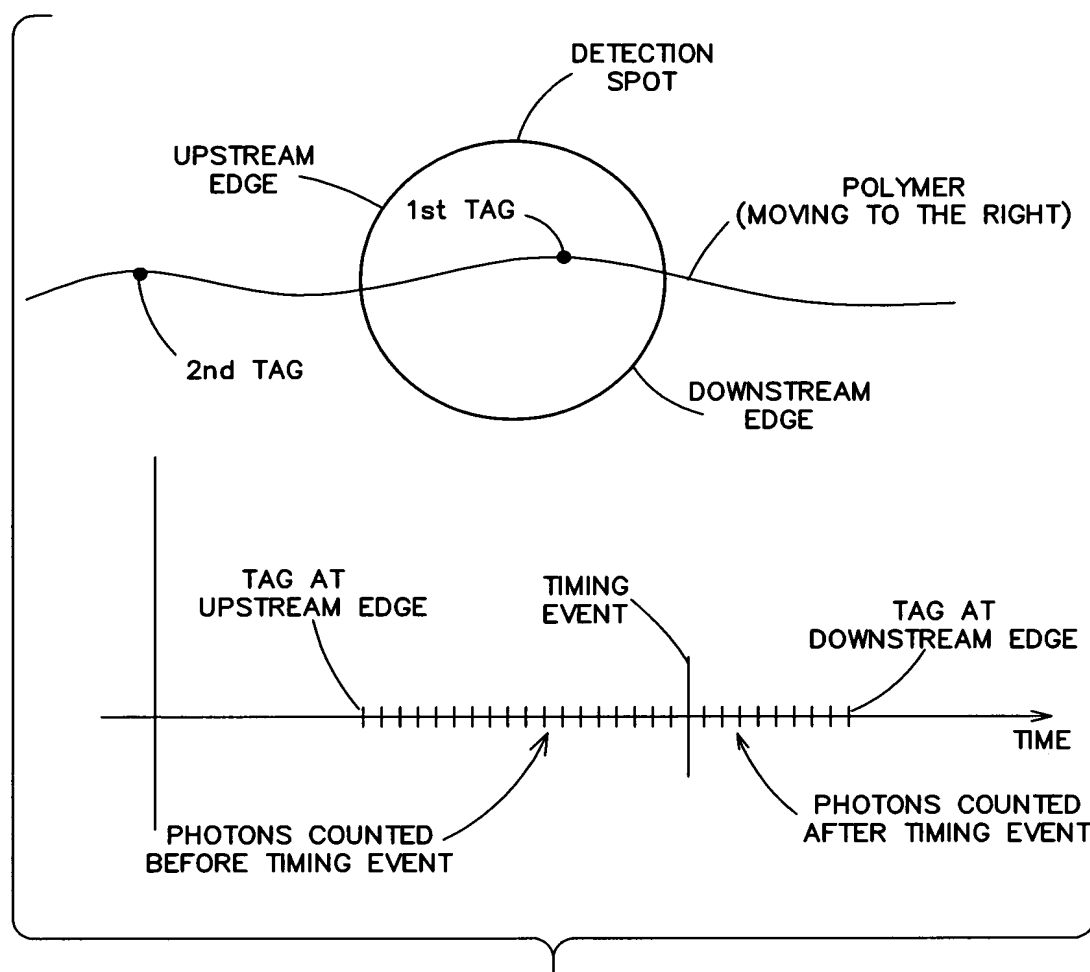 DETECTION
SPOT
UPSTREAM
EDGE
1st TAG
POLYMER
(MOVING TO THE RIGHT)
2nd TAG
DOWNSTREAM
EDGE
TAG AT
UPSTREAM EDGE
TIMING
EVENT
TAG AT
DOWNSTREAM EDGE
TIME
PHOTONS COUNTED
BEFORE TIMING EVENT
PHOTONS COUNTED
AFTER TIMING EVENT